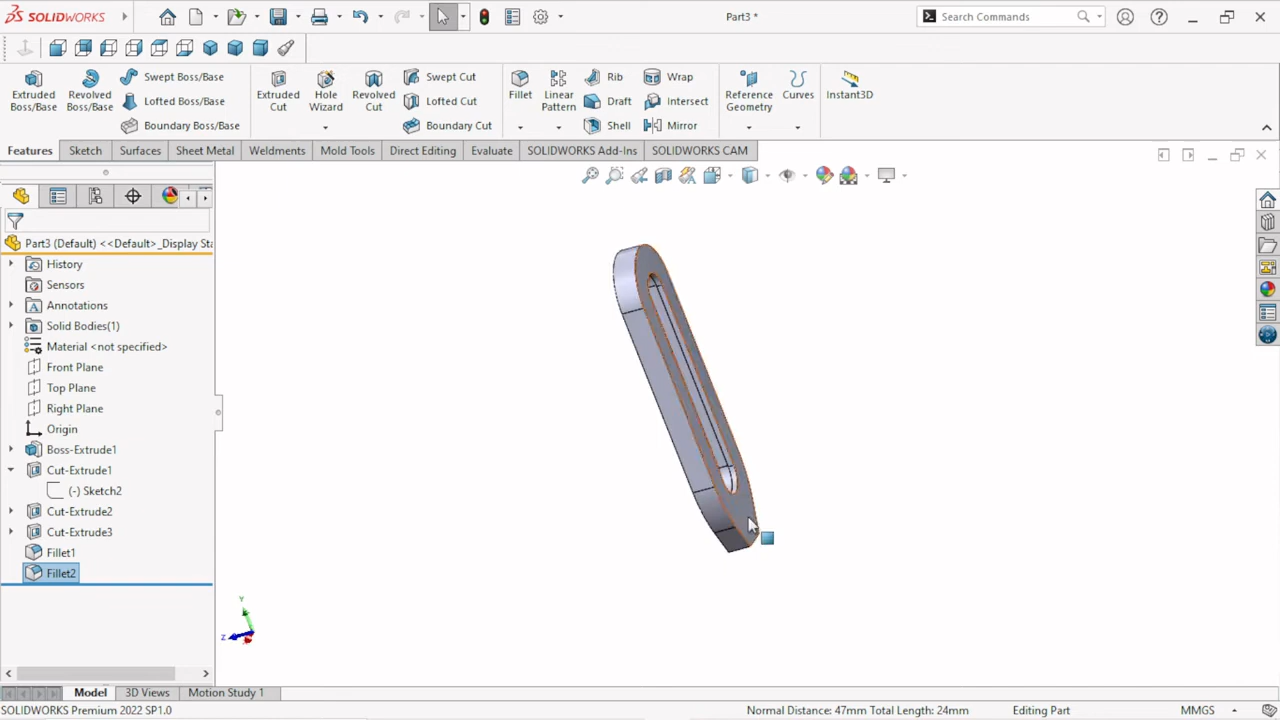 SOLIDWORKS
Part3 *
Search Commands
Extruded Boss/Base
Revolved Boss/Base
Swept Boss/Base
Lofted Boss/Base
Boundary Boss/Base
Extruded Cut
Hole Wizard
Revolved Cut
Swept Cut
Lofted Cut
Boundary Cut
Fillet
Linear Pattern
Rib
Draft
Shell
Wrap
Intersect
Mirror
Reference Geometry
Curves
Instant3D
Features Sketch Surfaces Sheet Metal Weldments Mold Tools Direct Editing Evaluate SOLIDWORKS Add-Ins SOLIDWORKS CAM
Part3 (Default) <<Default>_Display Sta
History
Sensors
Annotations
Solid Bodies(1)
Material <not specified>
Front Plane
Top Plane
Right Plane
Origin
Boss-Extrude1
Cut-Extrude1
(-) Sketch2
Cut-Extrude2
Cut-Extrude3
Fillet1
Fillet2
Y
Z
Model 3D Views Motion Study 1
SOLIDWORKS Premium 2022 SP1.0 Normal Distance: 47mm Total Length: 24mm Editing Part MMGS